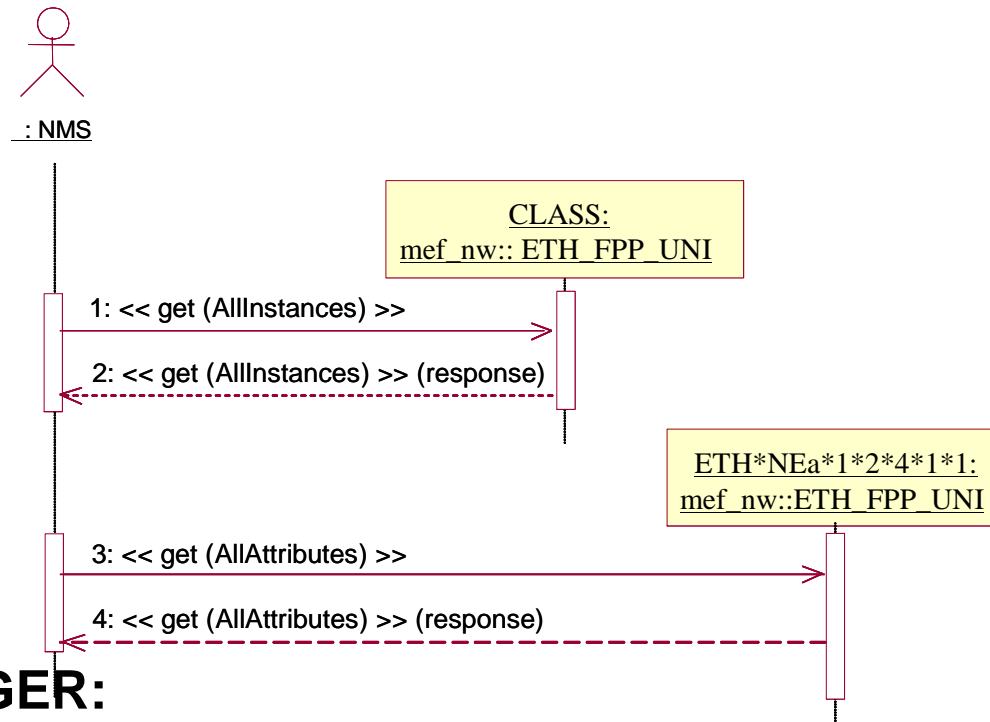 : NMS
CLASS:
mef_nw:: ETH_FPP_UNI
1: << get (AllInstances) >>
2: << get (AllInstances) >> (response)
ETH*NEa*1*2*4*1*1:
mef_nw::ETH_FPP_UNI
3: << get (AllAttributes) >>
4: << get (AllAttributes) >> (response)
GER: